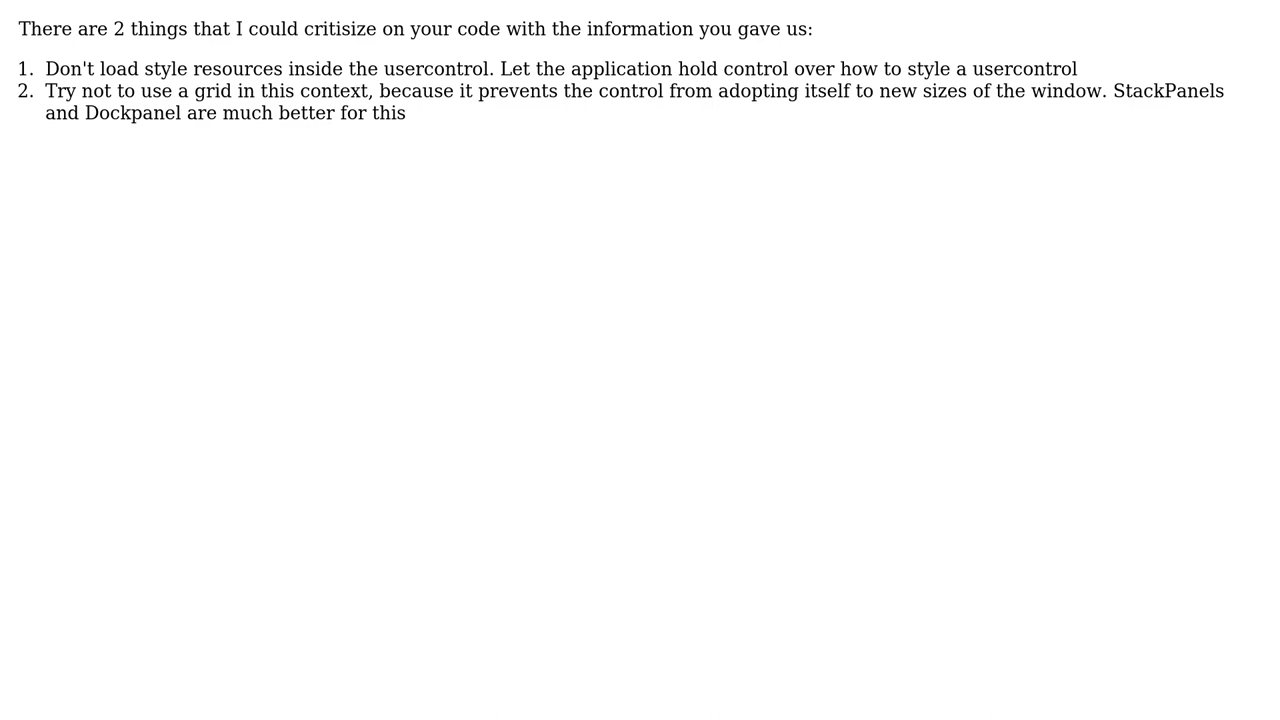 There are 2 things that I could critisize on your code with the information you gave us:
1. Don't load style resources inside the usercontrol. Let the application hold control over how to style a usercontrol
2. Try not to use a grid in this context, because it prevents the control from adopting itself to new sizes of the window. StackPanels
and Dockpanel are much better for this